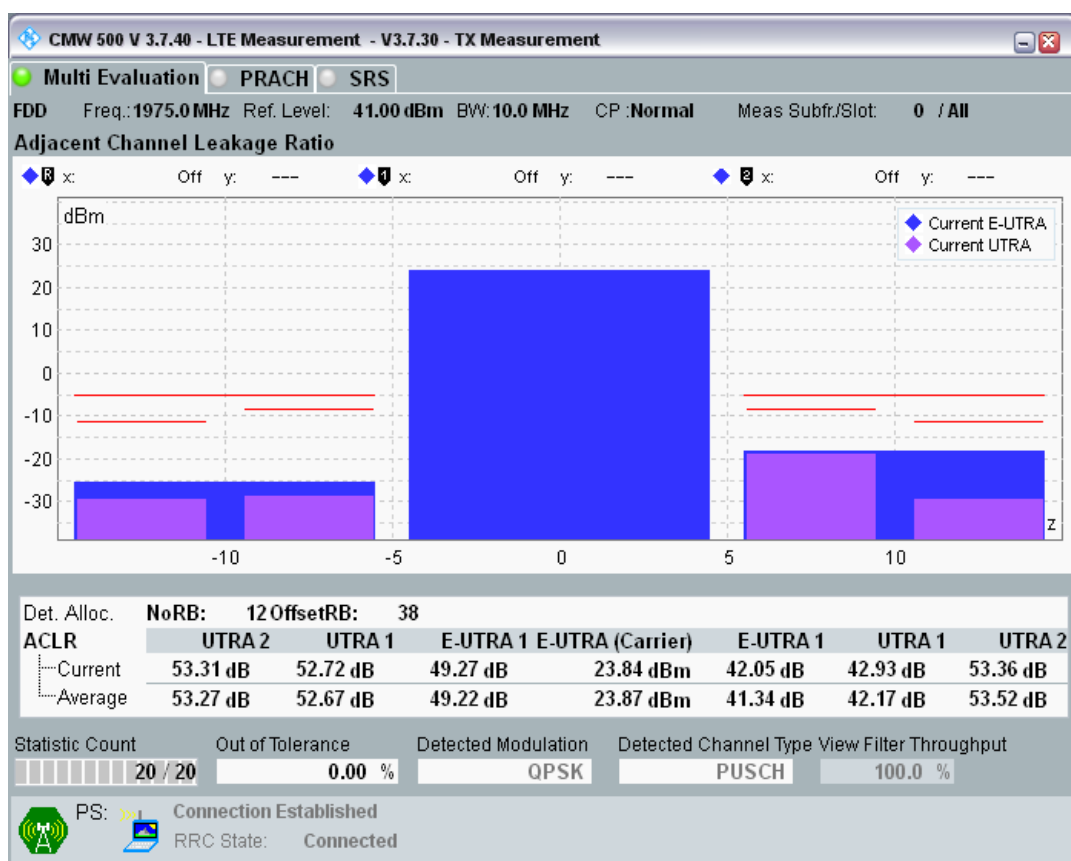 CMW 500 V 3.7.40 - LTE Measurement - V3.7.30 - TX Measurement
Multi Evaluation PRACH SRS
FDD Freq.: 1975.0 MHz Ref. Level: 41.00 dBm BW: 10.0 MHz CP : Normal Meas Subfr./Slot: 0 / All
Adjacent Channel Leakage Ratio
R x: Off y: --- 1 x: Off y: --- 2 x: Off y: ---
dBm
Current E-UTRA
Current UTRA
30
20
10
0
-10
-20
-30
z
-10 -5 0 5 10
Det. Alloc. NoRB: 12 OffsetRB: 38
ACLR UTRA 2 UTRA 1 E-UTRA 1 E-UTRA (Carrier) E-UTRA 1 UTRA 1 UTRA 2
Current 53.31 dB 52.72 dB 49.27 dB 23.84 dBm 42.05 dB 42.93 dB 53.36 dB
Average 53.27 dB 52.67 dB 49.22 dB 23.87 dBm 41.34 dB 42.17 dB 53.52 dB
Statistic Count Out of Tolerance Detected Modulation Detected Channel Type View Filter Throughput
20 / 20 0.00 % QPSK PUSCH 100.0 %
PS: Connection Established
RRC State: Connected